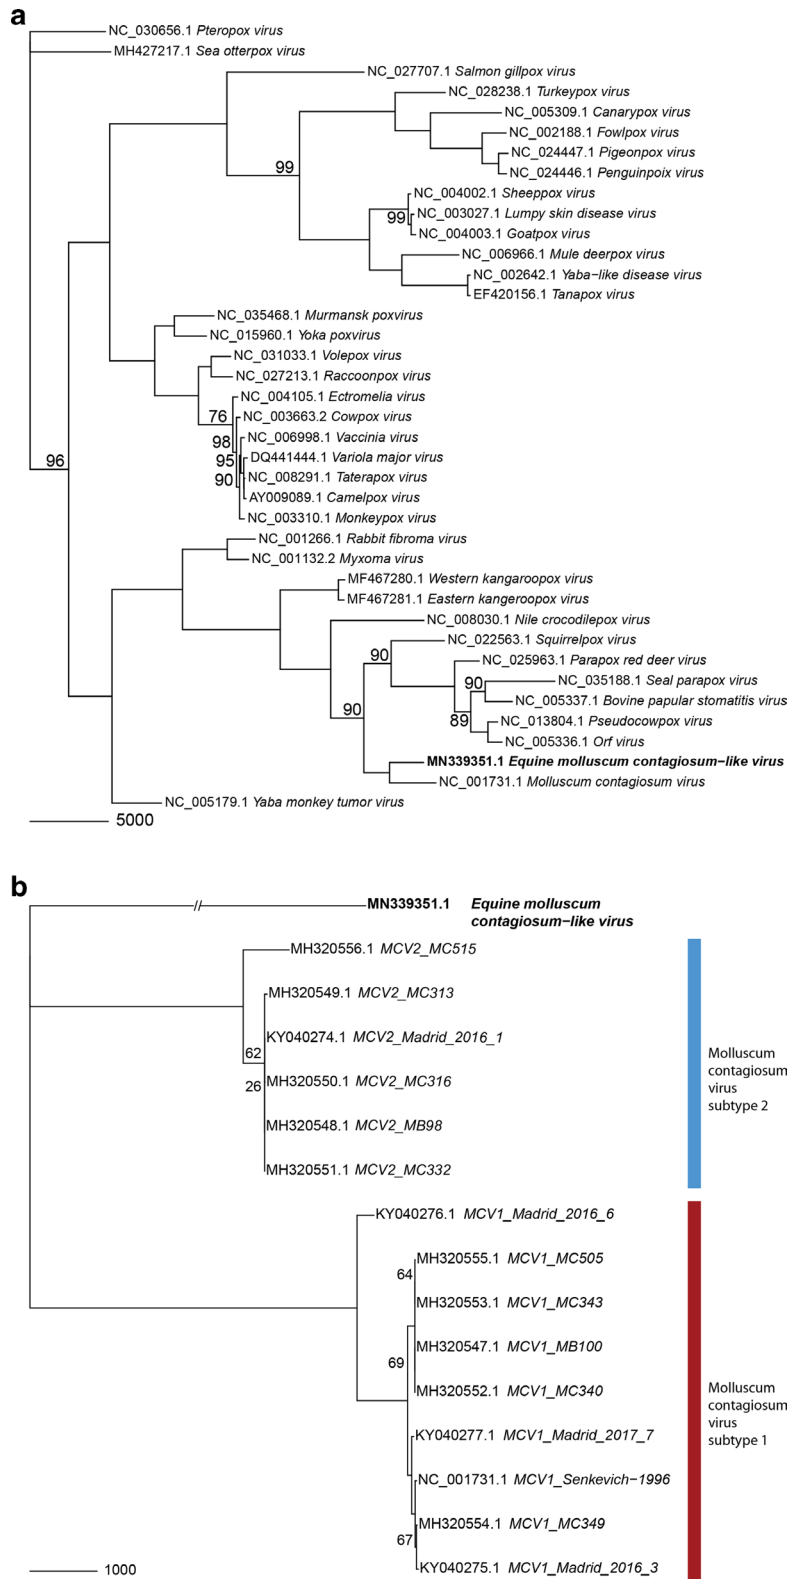 a
NC_030656.1 Pteropox virus
MH427217.1 Sea otterpox virus
NC_027707.1 Salmon gillpox virus
NC_028238.1 Turkeypox virus
NC_005309.1 Canarypox virus
NC_002188.1 Fowlpox virus
NC_024447.1 Pigeonpox virus
99
NC_024446.1 Penguinpoix virus
NC_004002.1 Sheeppox virus
99 NC_003027.1 Lumpy skin disease virus
NC_004003.1 Goatpox virus
NC_006966.1 Mule deerpox virus
NC_002642.1 Yaba-like disease virus
EF420156.1 Tanapox virus
NC_035468.1 Murmansk poxvirus
NC_015960.1 Yoka poxvirus
NC_031033.1 Volepox virus
NC_027213.1 Raccoonpox virus
NC_004105.1 Ectromelia virus
76 NC_003663.2 Cowpox virus
98 NC_006998.1 Vaccinia virus
96 95 DQ441444.1 Variola major virus
90 NC_008291.1 Taterapox virus
AY009089.1 Camelpox virus
NC_003310.1 Monkeypox virus
NC_001266.1 Rabbit fibroma virus
NC_001132.2 Myxoma virus
MF467280.1 Western kangaroopox virus
MF467281.1 Eastern kangeroopox virus
NC_008030.1 Nile crocodilepox virus
NC_022563.1 Squirrelpox virus
90 NC_025963.1 Parapox red deer virus
90 NC_035188.1 Seal parapox virus
NC_005337.1 Bovine papular stomatitis virus
90 89 NC_013804.1 Pseudocowpox virus
NC_005336.1 Orf virus
MN339351.1 Equine molluscum contagiosum−like virus
NC_001731.1 Molluscum contagiosum virus
NC_005179.1 Yaba monkey tumor virus
5000
b
MN339351.1 Equine molluscum
contagiosum−like virus
MH320556.1 MCV2_MC515
MH320549.1 MCV2_MC313
KY040274.1 MCV2_Madrid_2016_1
62
26 MH320550.1 MCV2_MC316
MH320548.1 MCV2_MB98
MH320551.1 MCV2_MC332
Molluscum
contagiosum
virus
subtype 2
KY040276.1 MCV1_Madrid_2016_6
MH320555.1 MCV1_MC505
64
MH320553.1 MCV1_MC343
MH320547.1 MCV1_MB100
69
MH320552.1 MCV1_MC340
KY040277.1 MCV1_Madrid_2017_7
NC_001731.1 MCV1_Senkevich−1996
MH320554.1 MCV1_MC349
67
KY040275.1 MCV1_Madrid_2016_3
Molluscum
contagiosum
virus
subtype 1
1000